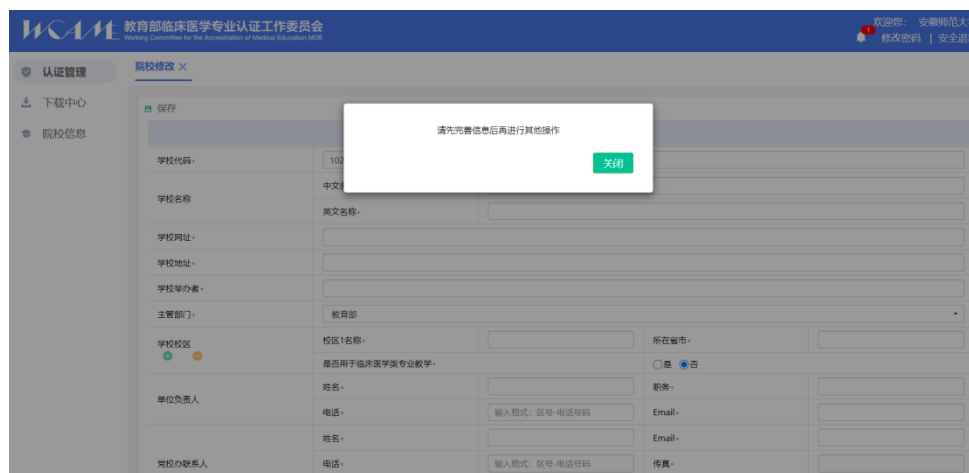 WCAME 教育部临床医学专业认证工作委员会
Working Committee for the Accreditation of Medical Education,MOE
欢迎您: 安徽师范大
1
修改密码 | 安全退
认证管理
院校修改 ×
下载中心
保存
院校信息
请先完善信息后再进行其他操作
关闭
学校代码*
102
学校名称
中文
英文名称*
学校网址*
学校地址*
学校举办者*
主管部门*
教育部
学校校区
校区1名称*
所在省市*
是否用于临床医学类专业教学*
是 否
单位负责人
姓名*
职务*
电话*
输入格式: 区号-电话号码
Email*
党校办联系人
姓名*
Email*
电话*
输入格式: 区号-电话号码
传真*